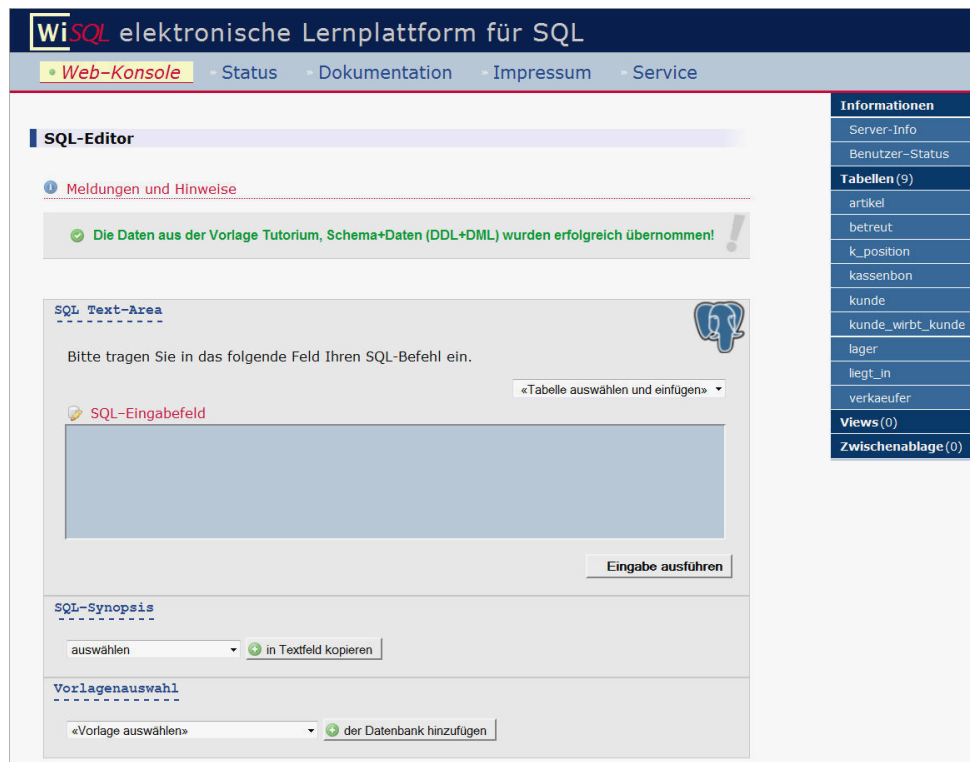 WiSQL elektronische Lernplattform für SQL
Web-Konsole Status Dokumentation Impressum Service
SQL-Editor
Meldungen und Hinweise
Die Daten aus der Vorlage Tutorium, Schema+Daten (DDL+DML) wurden erfolgreich übernommen!
SQL Text-Area
Bitte tragen Sie in das folgende Feld Ihren SQL-Befehl ein.
«Tabelle auswählen und einfügen»
SQL-Eingabefeld
Eingabe ausführen
SQL-Synopsis
auswählen
in Textfeld kopieren
Vorlagenauswahl
«Vorlage auswählen»
der Datenbank hinzufügen
Informationen
Server-Info
Benutzer-Status
Tabellen (9)
artikel
betreut
k_position
kassenbon
kunde
kunde_wirbt_kunde
lager
liegt_in
verkaeufer
Views (0)
Zwischenablage (0)